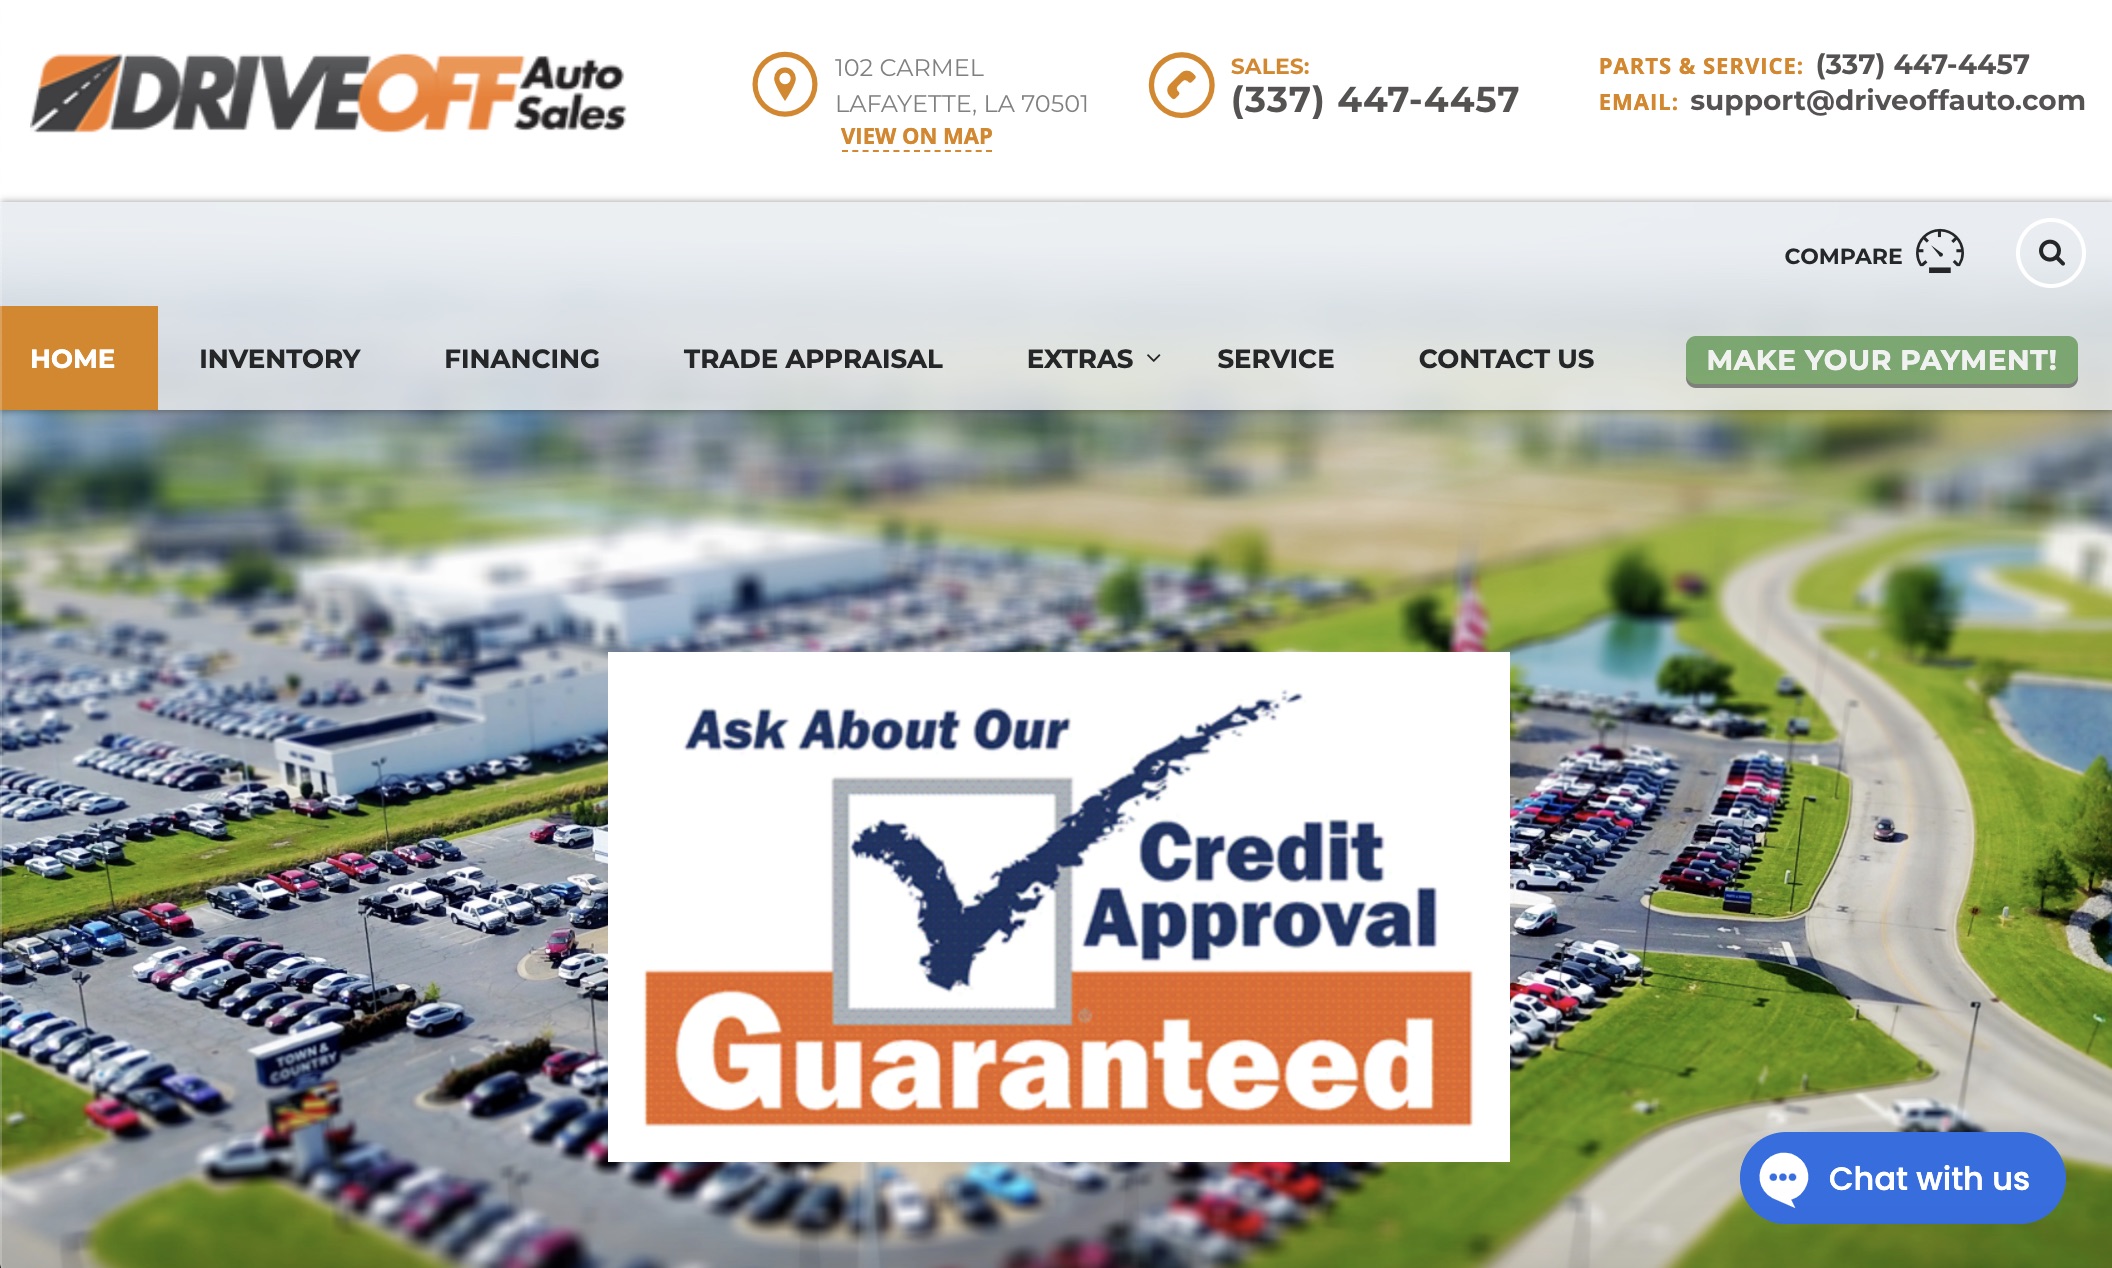 DRIVEOFF Auto Sales
102 CARMEL
LAFAYETTE, LA 70501
VIEW ON MAP
SALES:
(337) 447-4457
PARTS & SERVICE: (337) 447-4457
EMAIL: support@driveoffauto.com
COMPARE
HOME
INVENTORY
FINANCING
TRADE APPRAISAL
EXTRAS
SERVICE
CONTACT US
MAKE YOUR PAYMENT!
Ask About Our
Credit
Approval
Guaranteed
TOWN &
COUNTRY
Chat with us